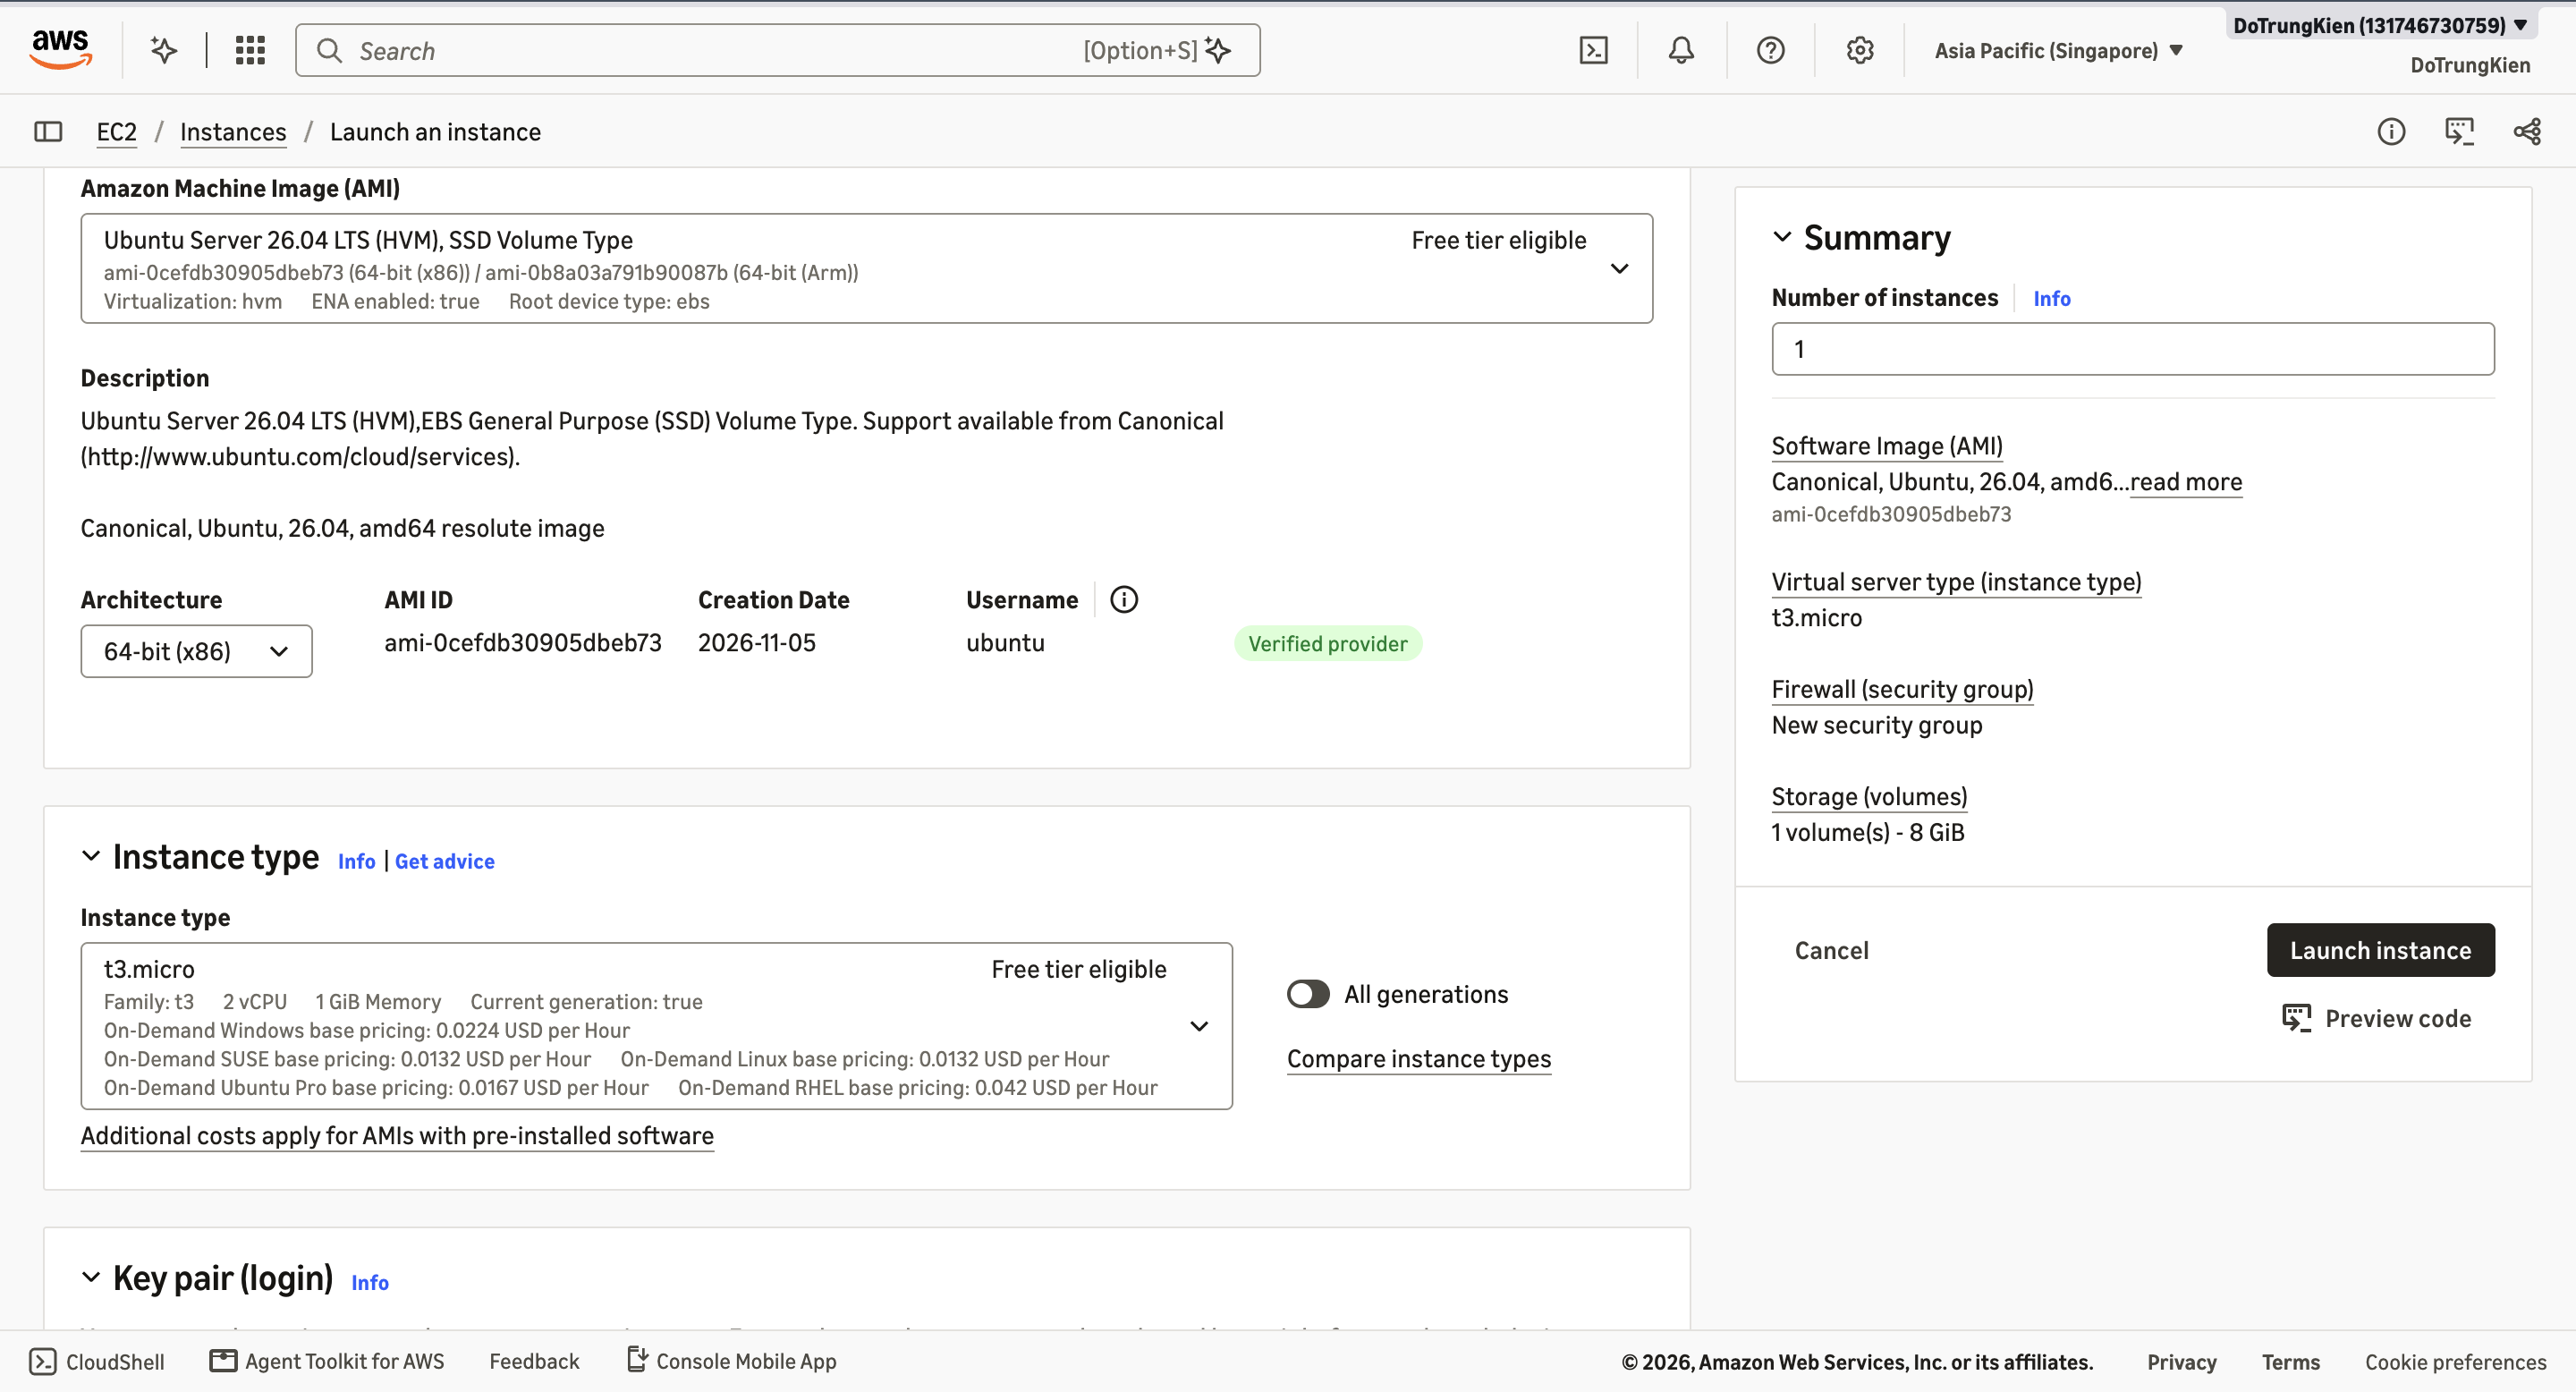 aws
Search
[Option+S]
Asia Pacific (Singapore)
DoTrungKien (131746730759)
DoTrungKien
EC2 / Instances / Launch an instance
Amazon Machine Image (AMI)
Ubuntu Server 26.04 LTS (HVM), SSD Volume Type
Free tier eligible
ami-0cefdb30905dbeb73 (64-bit (x86)) / ami-0b8a03a791b90087b (64-bit (Arm))
Virtualization: hvm ENA enabled: true Root device type: ebs
Description
Ubuntu Server 26.04 LTS (HVM),EBS General Purpose (SSD) Volume Type. Support available from Canonical
(http://www.ubuntu.com/cloud/services).
Canonical, Ubuntu, 26.04, amd64 resolute image
Architecture AMI ID Creation Date Username
64-bit (x86) ami-0cefdb30905dbeb73 2026-11-05 ubuntu Verified provider
Instance type Info | Get advice
Instance type
t3.micro Free tier eligible
Family: t3 2 vCPU 1 GiB Memory Current generation: true
On-Demand Windows base pricing: 0.0224 USD per Hour
On-Demand SUSE base pricing: 0.0132 USD per Hour On-Demand Linux base pricing: 0.0132 USD per Hour
On-Demand Ubuntu Pro base pricing: 0.0167 USD per Hour On-Demand RHEL base pricing: 0.042 USD per Hour
All generations
Compare instance types
Additional costs apply for AMIs with pre-installed software
Key pair (login) Info
Summary
Number of instances Info
1
Software Image (AMI)
Canonical, Ubuntu, 26.04, amd6...read more
ami-0cefdb30905dbeb73
Virtual server type (instance type)
t3.micro
Firewall (security group)
New security group
Storage (volumes)
1 volume(s) - 8 GiB
Cancel
Launch instance
Preview code
CloudShell Agent Toolkit for AWS Feedback Console Mobile App
© 2026, Amazon Web Services, Inc. or its affiliates. Privacy Terms Cookie preferences